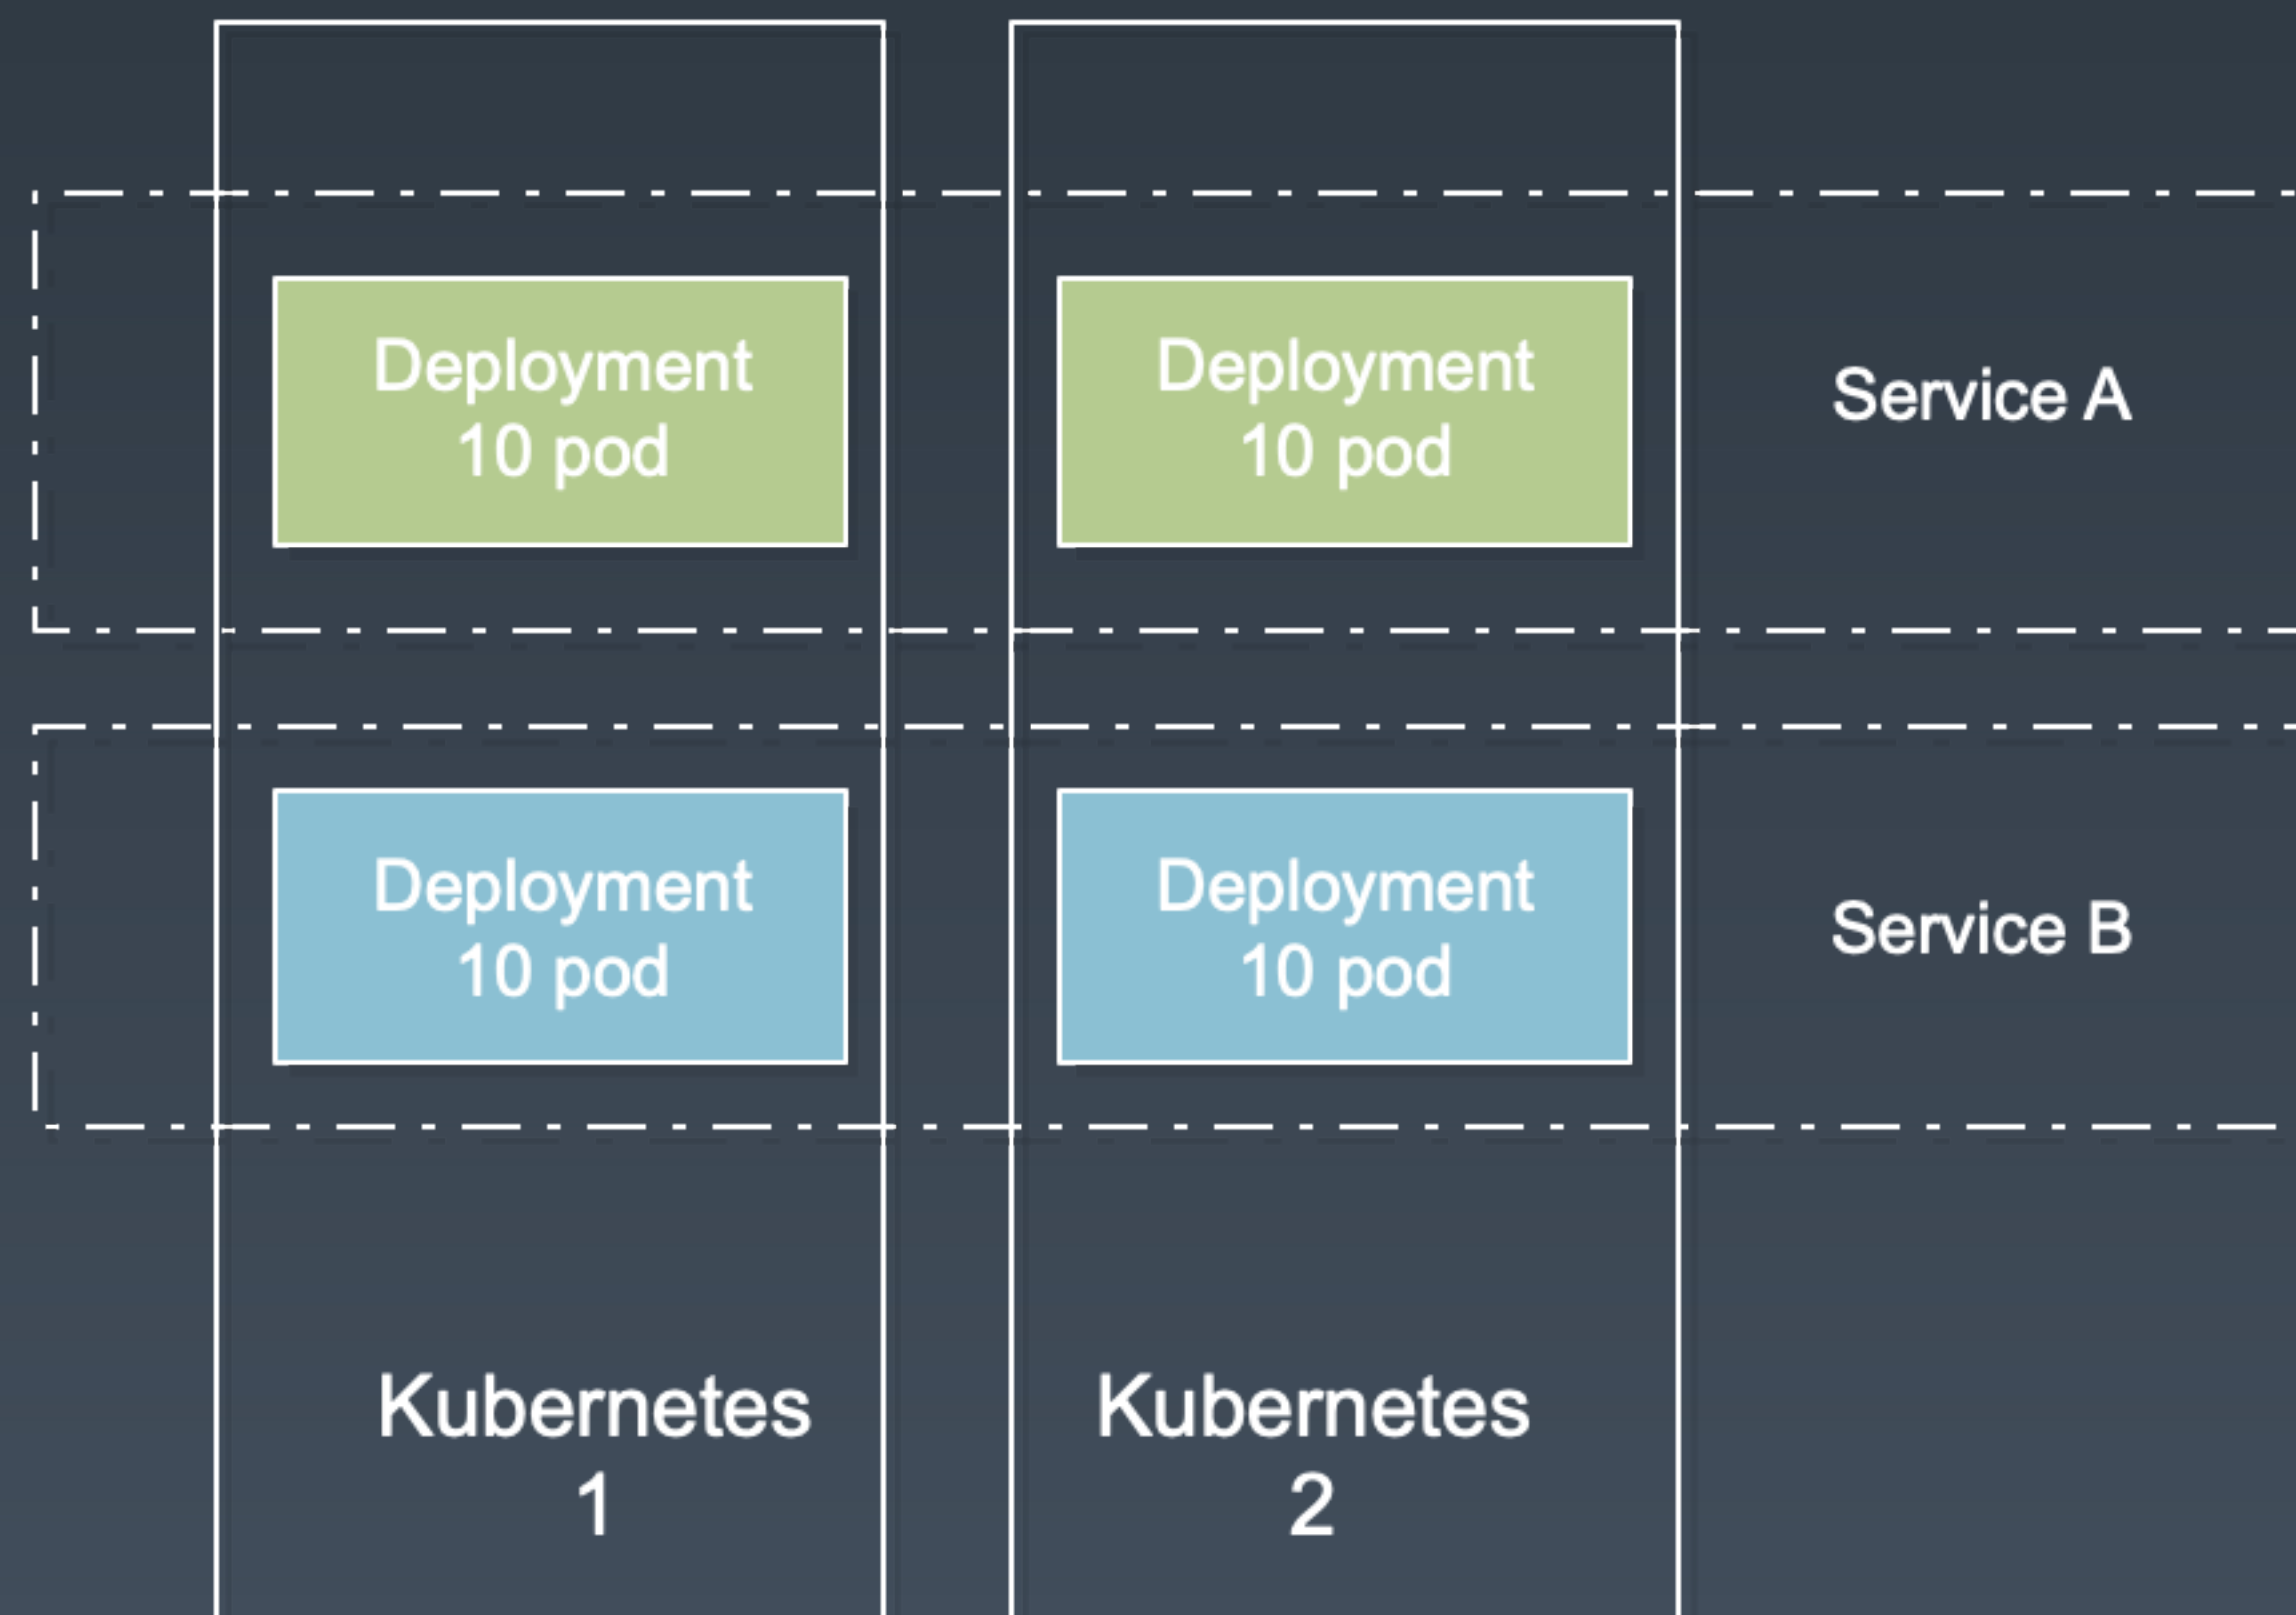 Deployment
10 pod
Deployment
10 pod
Service A
Deployment
10 pod
Deployment
10 pod
Service B
Kubernetes
1
Kubernetes
2